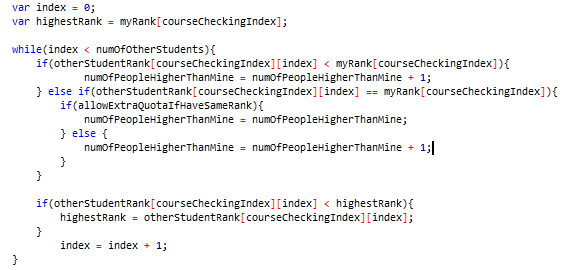 var index = 0;
var highestRank = myRank[courseCheckingIndex];
while(index < numOfOtherStudents){
if(otherStudentRank[courseCheckingIndex][index] < myRank[courseCheckingIndex]){
numOfPeopleHigherThanMine = numOfPeopleHigherThanMine + 1;
} else if(otherStudentRank[courseCheckingIndex][index] == myRank[courseCheckingIndex]){
if(allowExtraQuotaIfHaveSameRank){
numOfPeopleHigherThanMine = numOfPeopleHigherThanMine;
} else {
numOfPeopleHigherThanMine = numOfPeopleHigherThanMine + 1;
}
}
if(otherStudentRank[courseCheckingIndex][index] < highestRank){
highestRank = otherStudentRank[courseCheckingIndex][index];
}
index = index + 1;
}